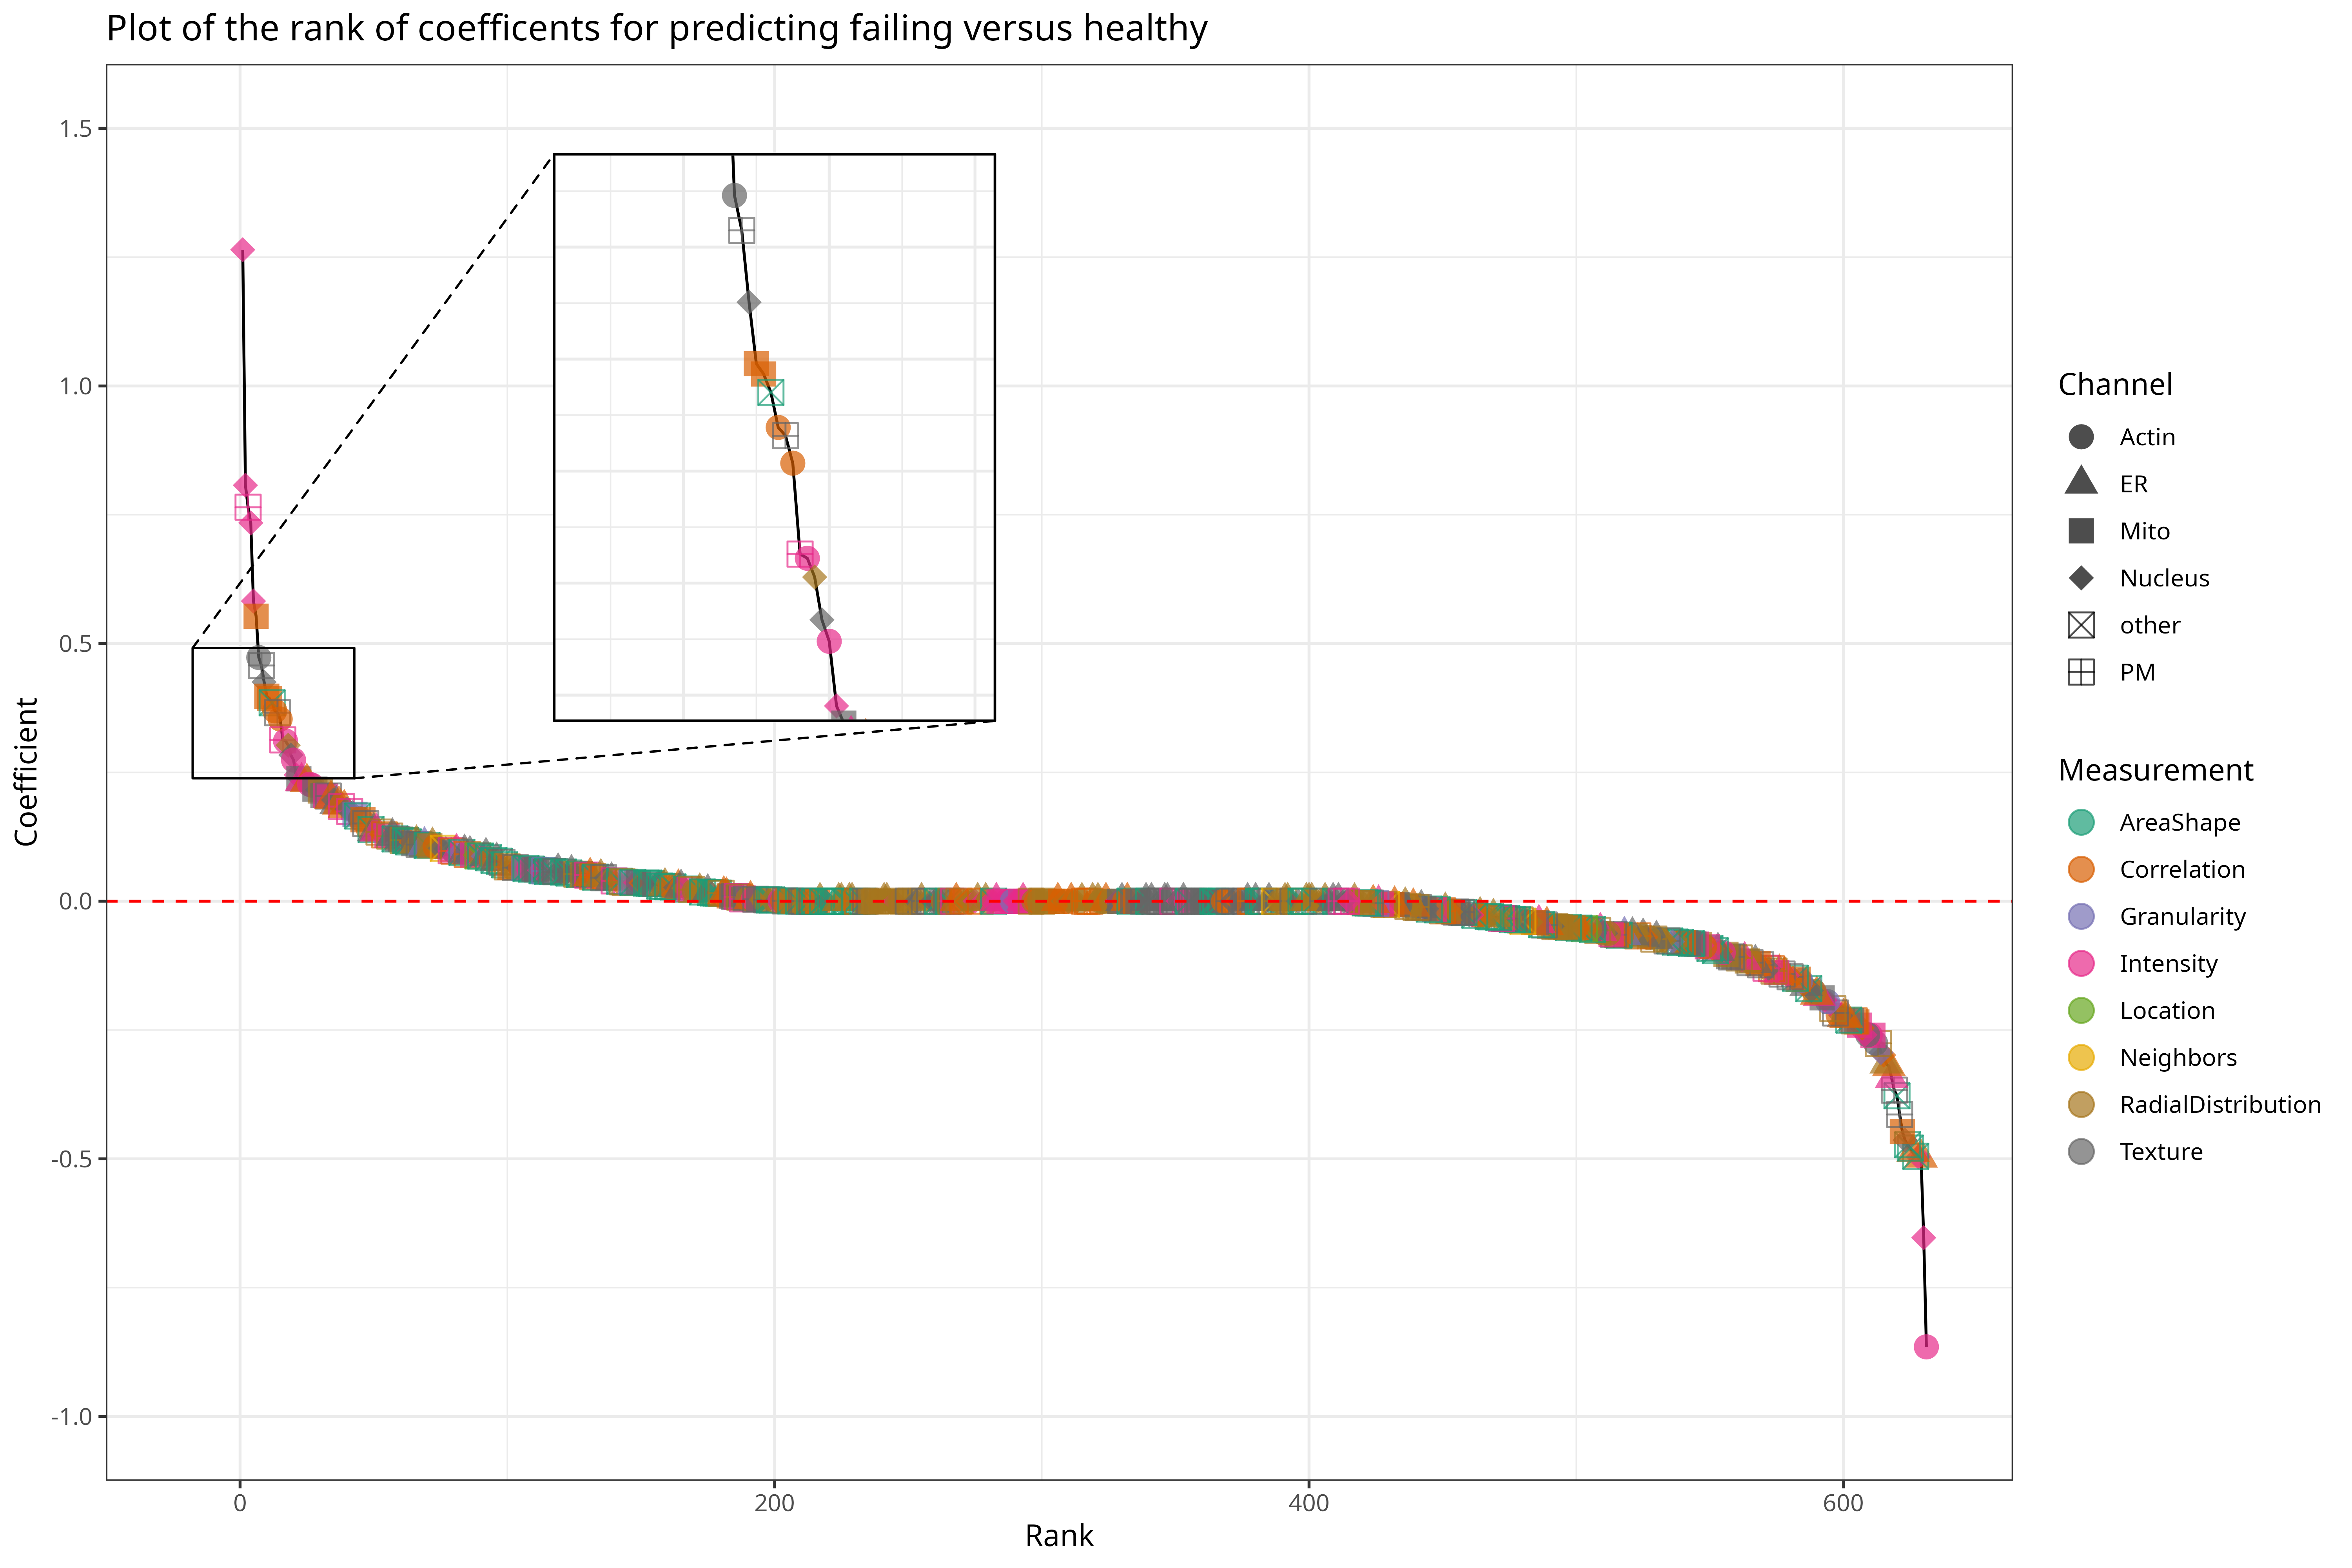 Plot of the rank of coefficents for predicting failing versus healthy
1.5
1.0
0.5
0.0
-0.5
-1.0
Coefficient
0
200
400
600
Rank
Channel
Actin
ER
Mito
Nucleus
other
PM
Measurement
AreaShape
Correlation
Granularity
Intensity
Location
Neighbors
RadialDistribution
Texture